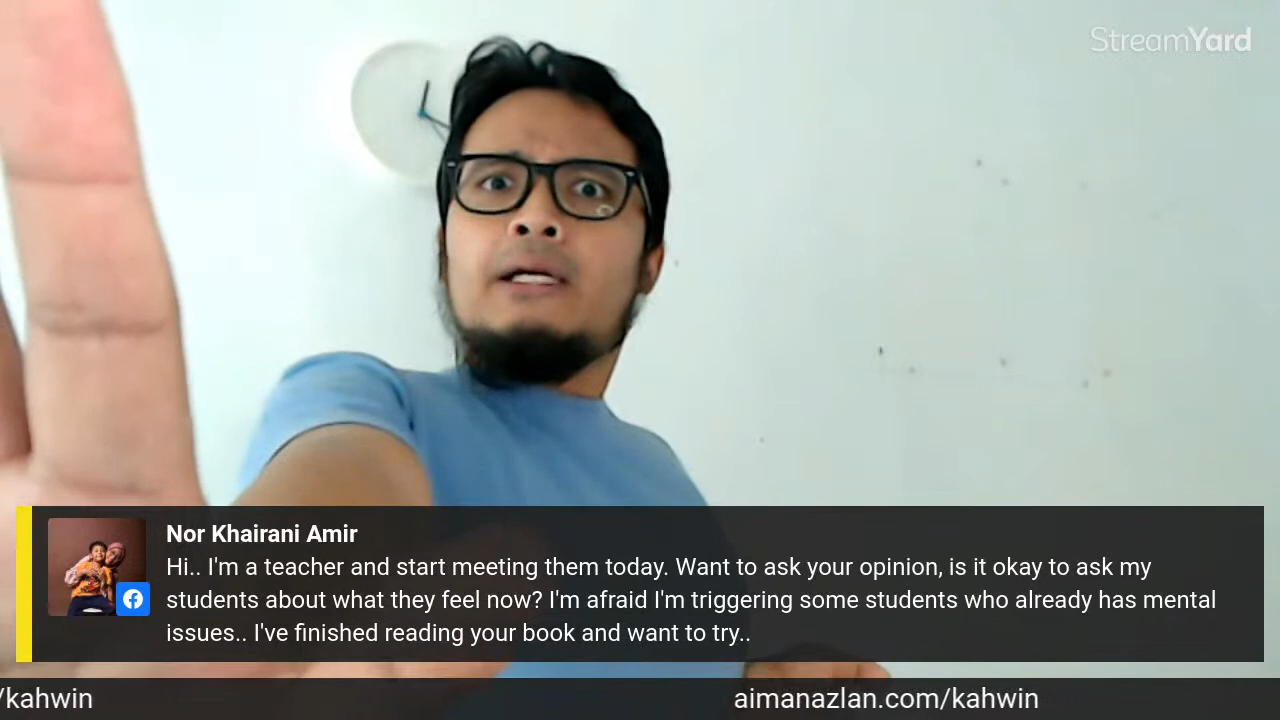 StreamYard
Nor Khairani Amir
Hi.. I'm a teacher and start meeting them today. Want to ask your opinion, is it okay to ask my
students about what they feel now? I'm afraid I'm triggering some students who already has mental
issues.. I've finished reading your book and want to try..
/kahwin
aimanazlan.com/kahwin